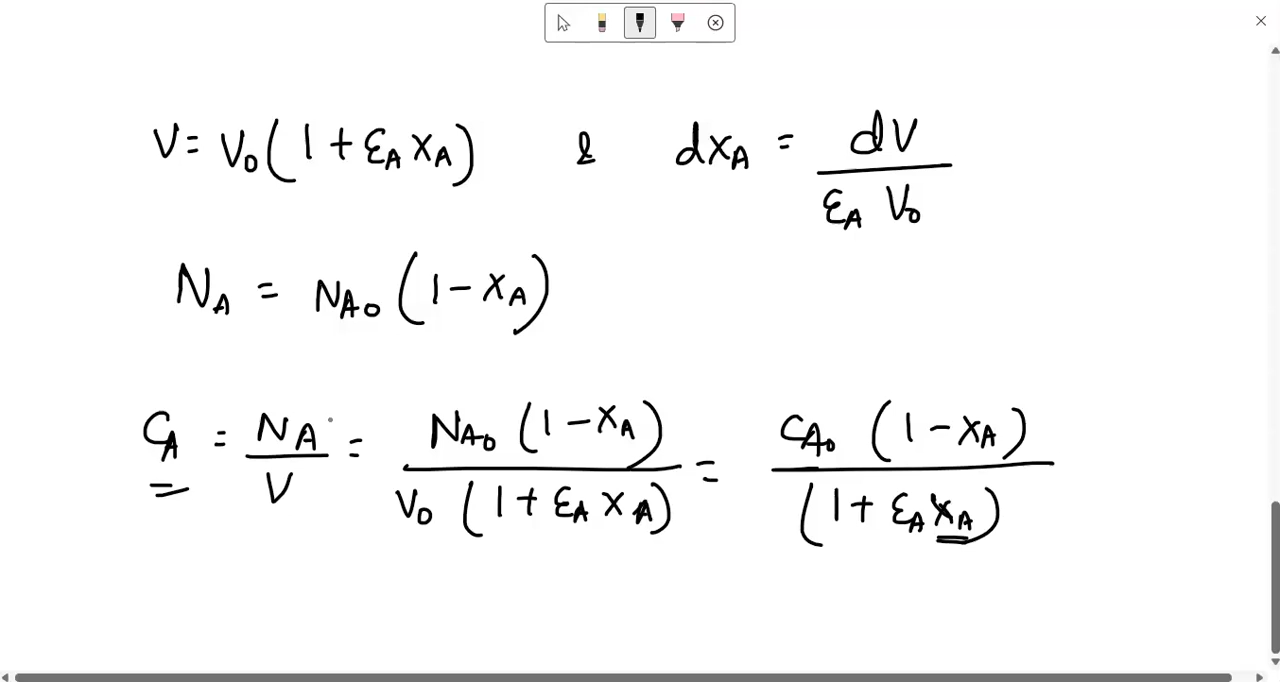 V = V₀ (1 + εA XA) & dXA = dV / εA V₀
NA = NA₀ (1 - XA)
CA = NA / V = NA₀ (1 - XA) / V₀ (1 + εA XA) = CA₀ (1 - XA) / (1 + εA XA)